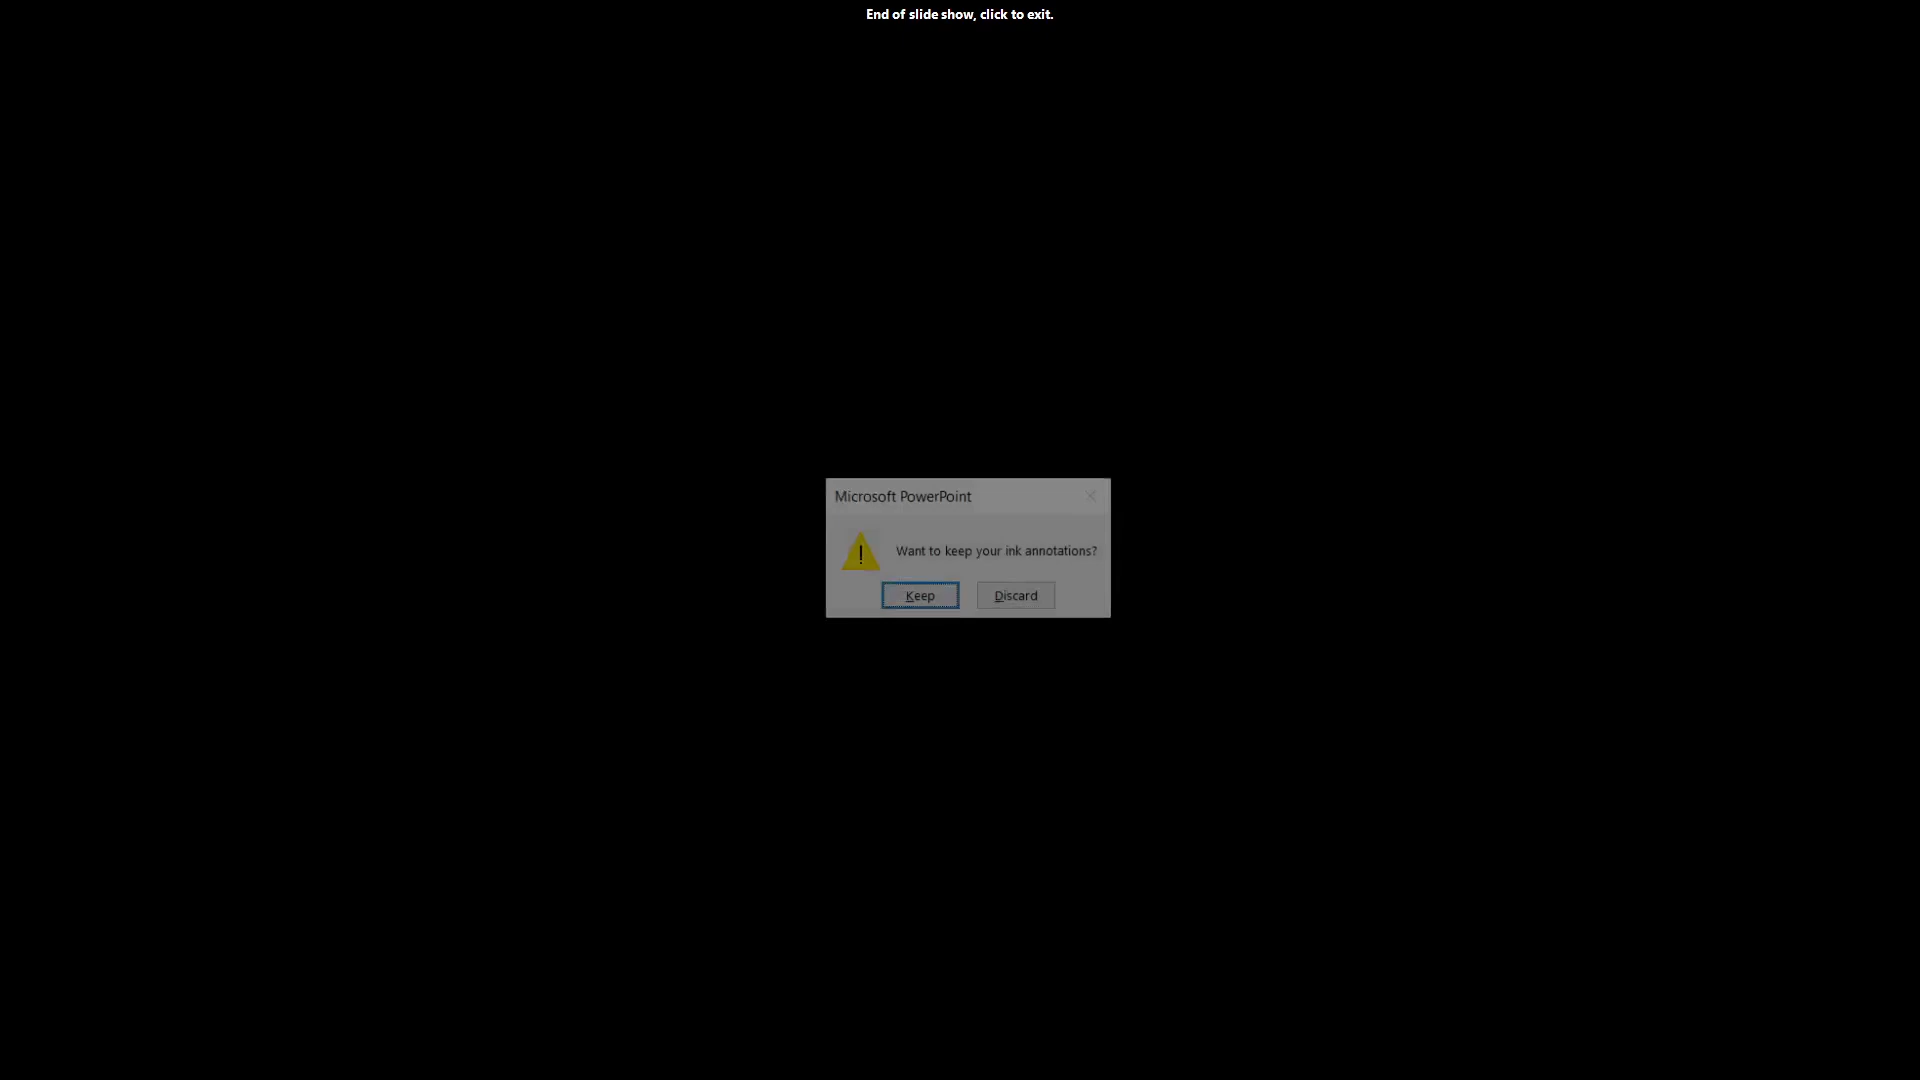 End of slide show, click to exit.
Microsoft PowerPoint
Want to keep your ink annotations?
Keep
Discard